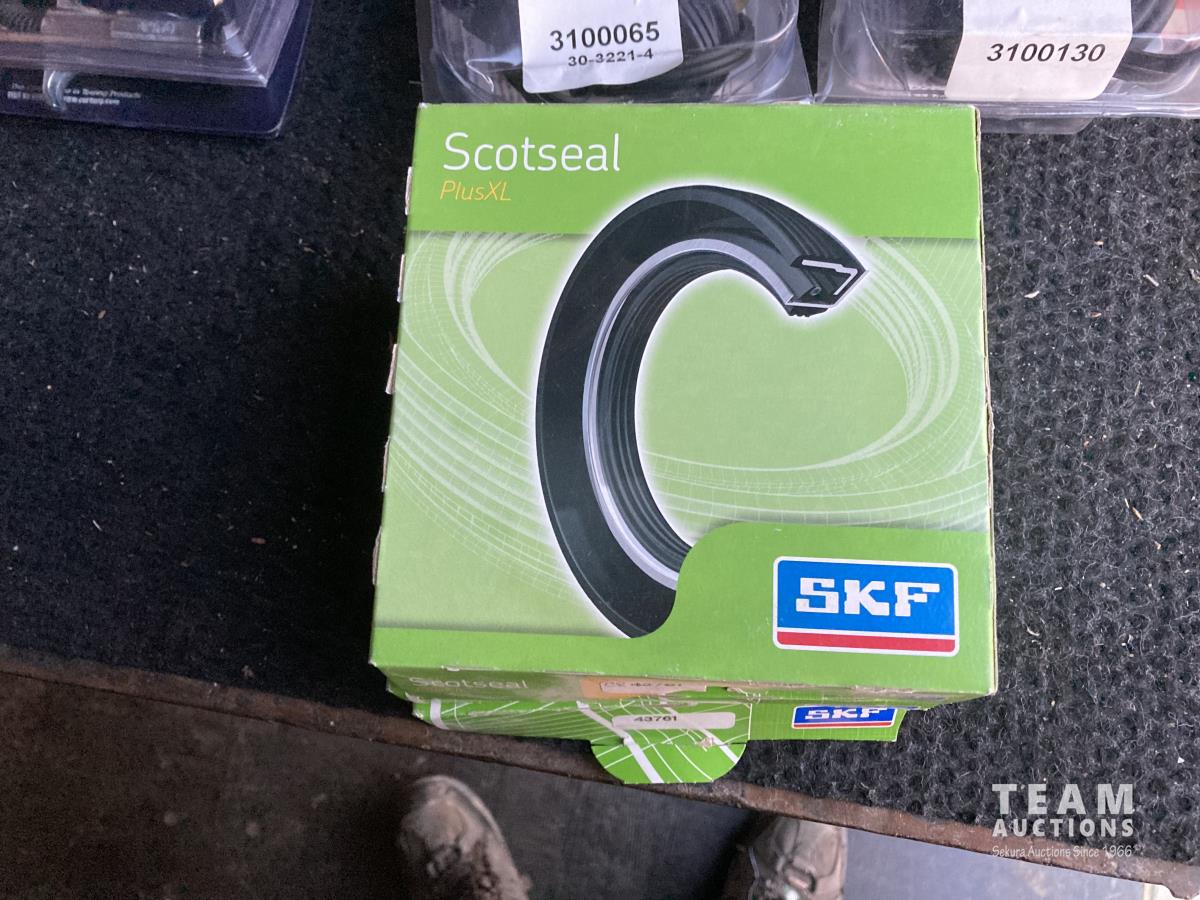 3100065
30-3221-4
3100130
Scotseal
PlusXL
SKF
Scotseal
43761
SKF
TEAM
AUCTIONS
Sekura Auctions Since 1966